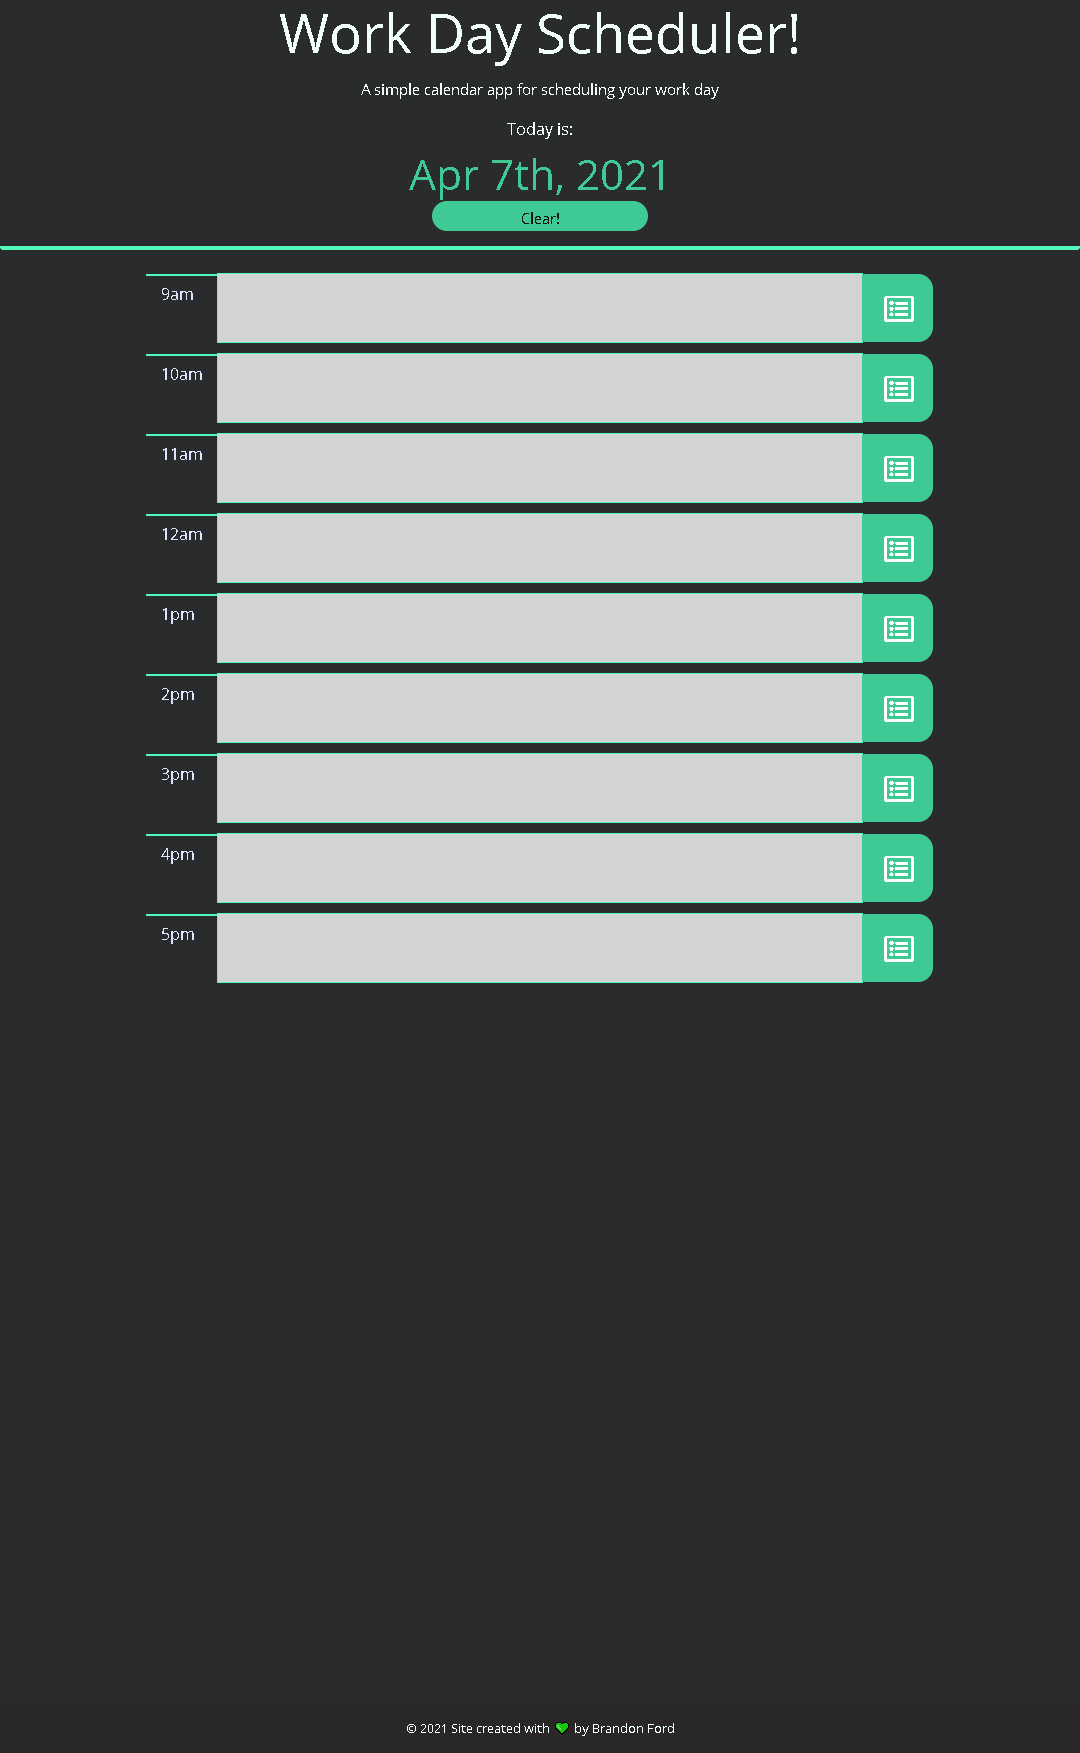 Work Day Scheduler!
A simple calendar app for scheduling your work day
Today is:
Apr 7th, 2021
Clear!
9am
10am
11am
12am
1pm
2pm
3pm
4pm
5pm
© 2021 Site created with 💚 by Brandon Ford